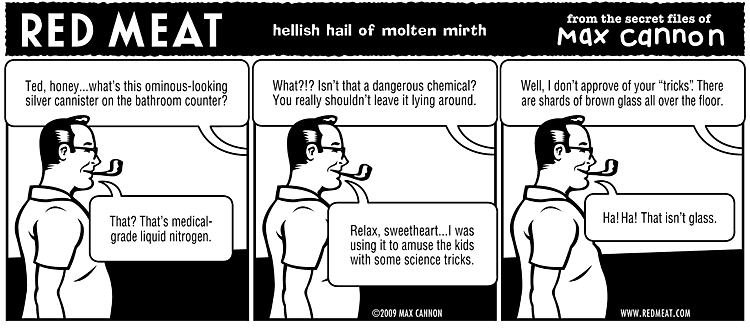 RED MEAT
hellish hail of molten mirth
from the secret files of
Max Cannon
Ted, honey...what's this ominous-looking
silver cannister on the bathroom counter?
That? That's medical-
grade liquid nitrogen.
What?!? Isn't that a dangerous chemical?
You really shouldn't leave it lying around.
Relax, sweetheart...I was
using it to amuse the kids
with some science tricks.
©2009 MAX CANNON
Well, I don't approve of your "tricks." There
are shards of brown glass all over the floor.
Ha! Ha! That isn't glass.
WWW.REDMEAT.COM